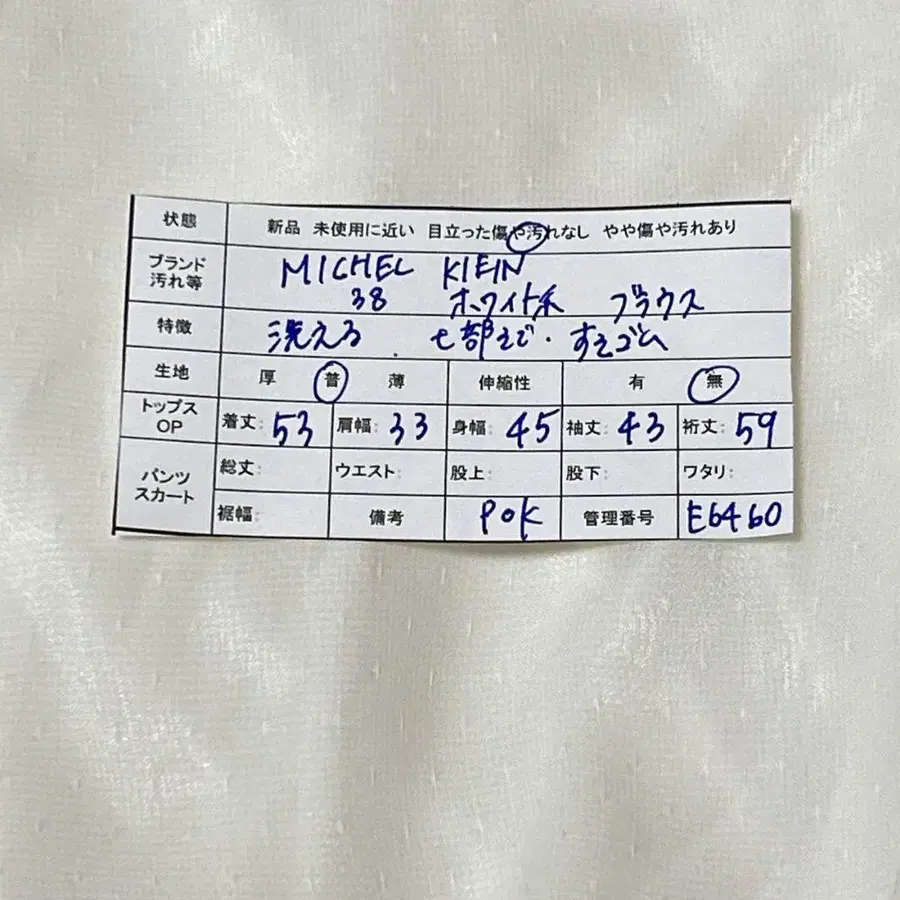 状態 新品 未使用に近い 目立った傷や汚れなし やや傷や汚れあり
ブランド 汚れ等 MICHEL KLEIN
38 ホワイト系 ブラウス
特徴 洗える 七部そで・すそゴム
生地 厚 普 薄 伸縮性 有 無
トップス OP 着丈: 53 肩幅: 33 身幅: 45 袖丈: 43 裄丈: 59
パンツ スカート 総丈: ウエスト: 股上: 股下: ワタリ:
裾幅: 備考 POK 管理番号 E6460